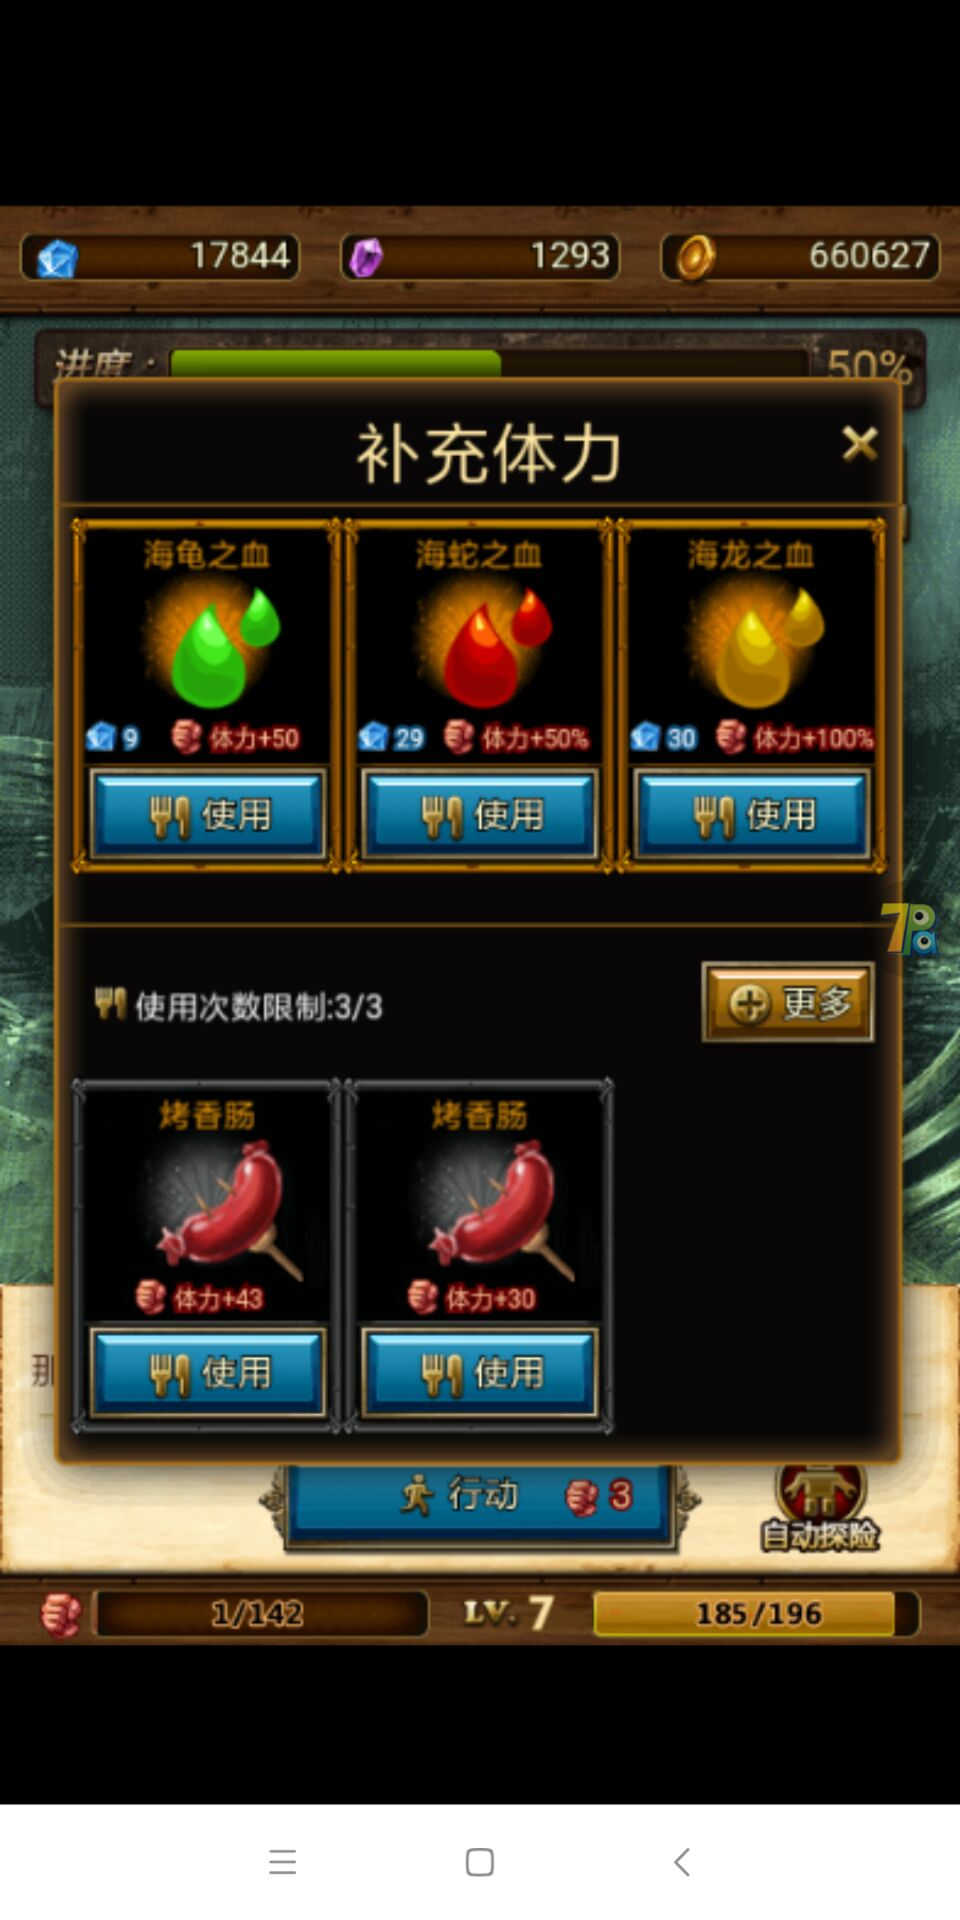 17844 1293 660627
进度： 50%
补充体力
海龟之血 海蛇之血 海龙之血
9 体力+50 29 体力+50% 30 体力+100%
使用 使用 使用
7Pa
使用次数限制:3/3 更多
烤香肠 烤香肠
体力+43 体力+30
使用 使用
那
行动 3
自动探险
1/142 LV. 7 185/196